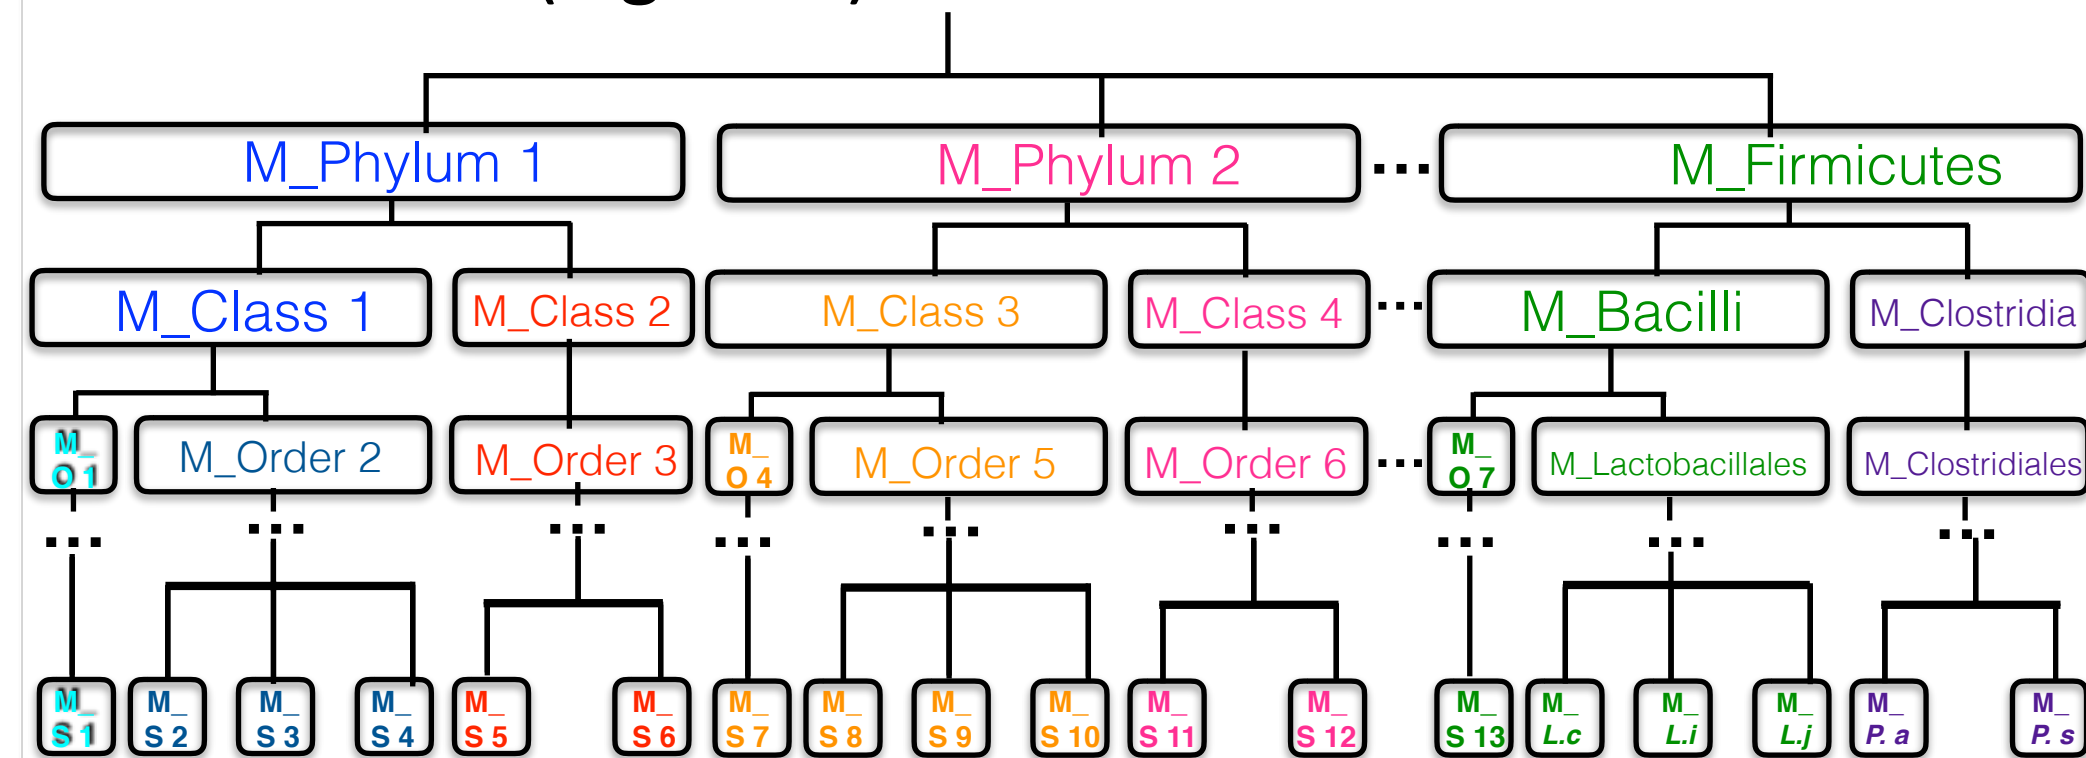 M_Phylum 1 M_Phylum 2 ... M_Firmicutes
M_Class 1 M_Class 2 M_Class 3 M_Class 4 ... M_Bacilli M_Clostridia
M_ O 1 M_Order 2 M_Order 3 M_ O 4 M_Order 5 M_Order 6 ... M_ O 7 M_Lactobacillales M_Clostridiales
... ... ... ... ... ... ... ... ...
M_ S 1 M_ S 2 M_ S 3 M_ S 4 M_ S 5 M_ S 6 M_ S 7 M_ S 8 M_ S 9 M_ S 10 M_ S 11 M_ S 12 M_ S 13 M_ L.c M_ L.i M_ L.j M_ P. a M_ P. s